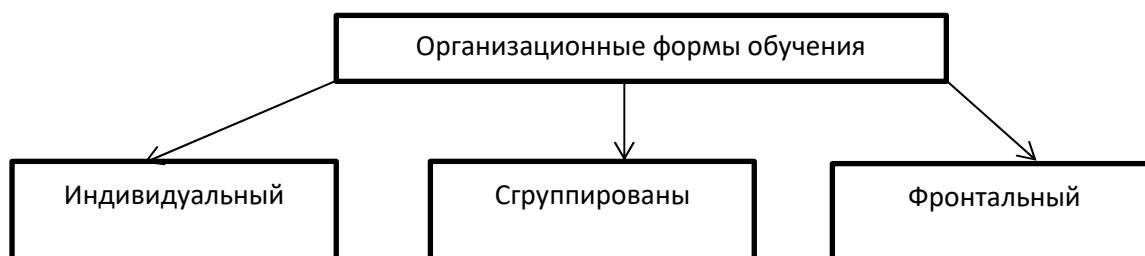 Организационные формы обучения
Индивидуальный
Сгруппированы
Фронтальный